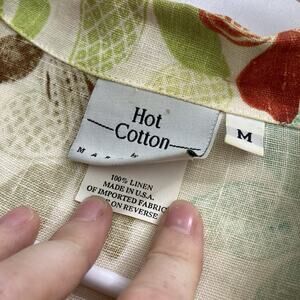 Hot
Cotton
M
100% LINEN
MADE IN U.S.A.
OF IMPORTED FABRIC
ON REVERSE